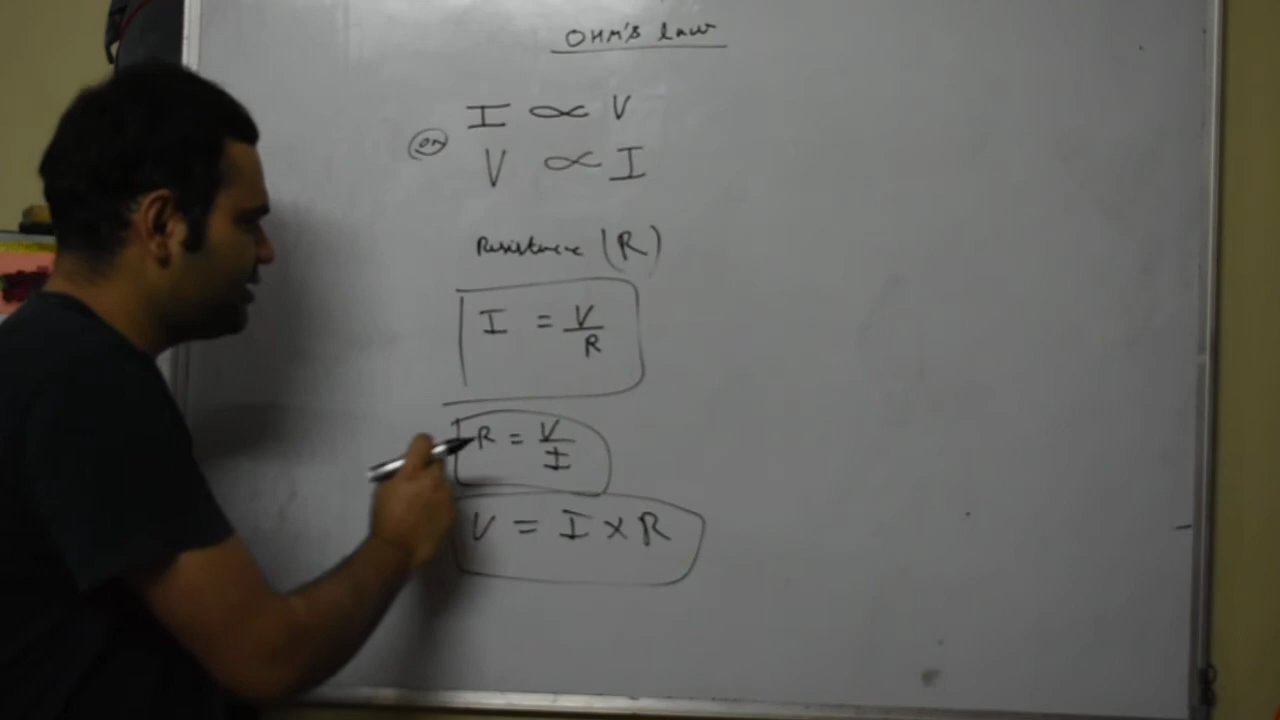 OHM'S law
I ∝ V
OR
V ∝ I
Resistance (R)
I = V/R
R = V/I
V = I × R